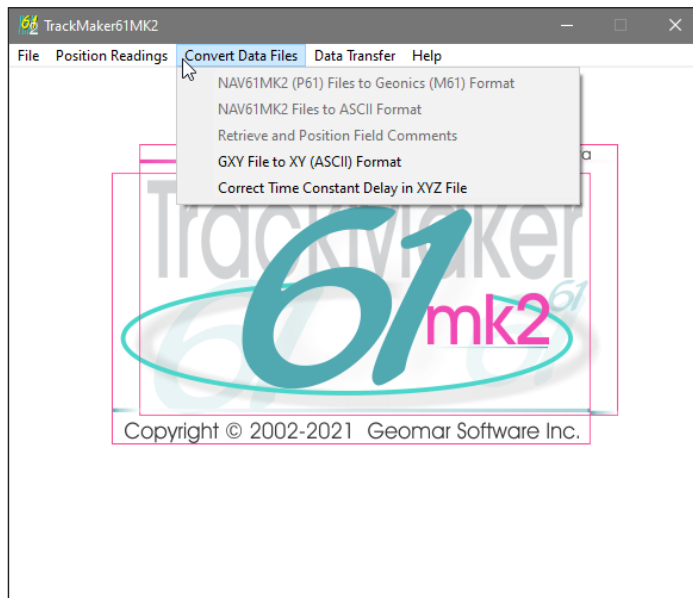 TrackMaker61MK2
File Position Readings Convert Data Files Data Transfer Help
NAV61MK2 (P61) Files to Geonics (M61) Format
NAV61MK2 Files to ASCII Format
Retrieve and Position Field Comments
GXY File to XY (ASCII) Format
Correct Time Constant Delay in XYZ File
TrackMaker
61
mk2
61
61
Copyright © 2002-2021 Geomar Software Inc.